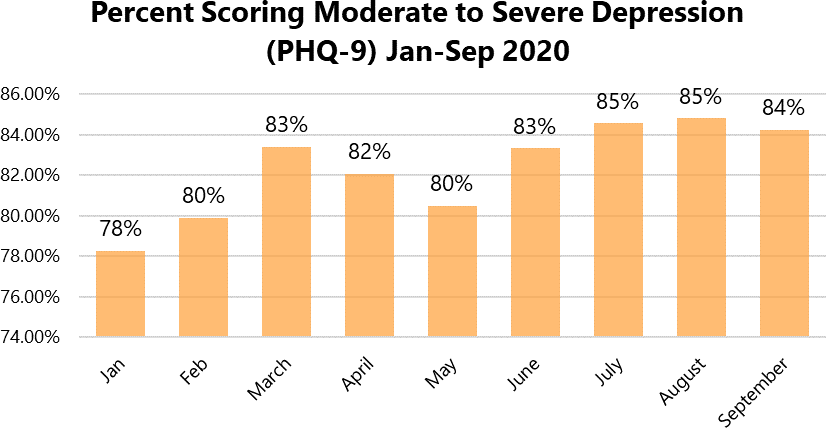 Percent Scoring Moderate to Severe Depression
(PHQ-9) Jan-Sep 2020
86.00%
84.00%
82.00%
80.00%
78.00%
76.00%
74.00%
78%
80%
83%
82%
80%
83%
85%
85%
84%
Jan
Feb
March
April
May
June
July
August
September